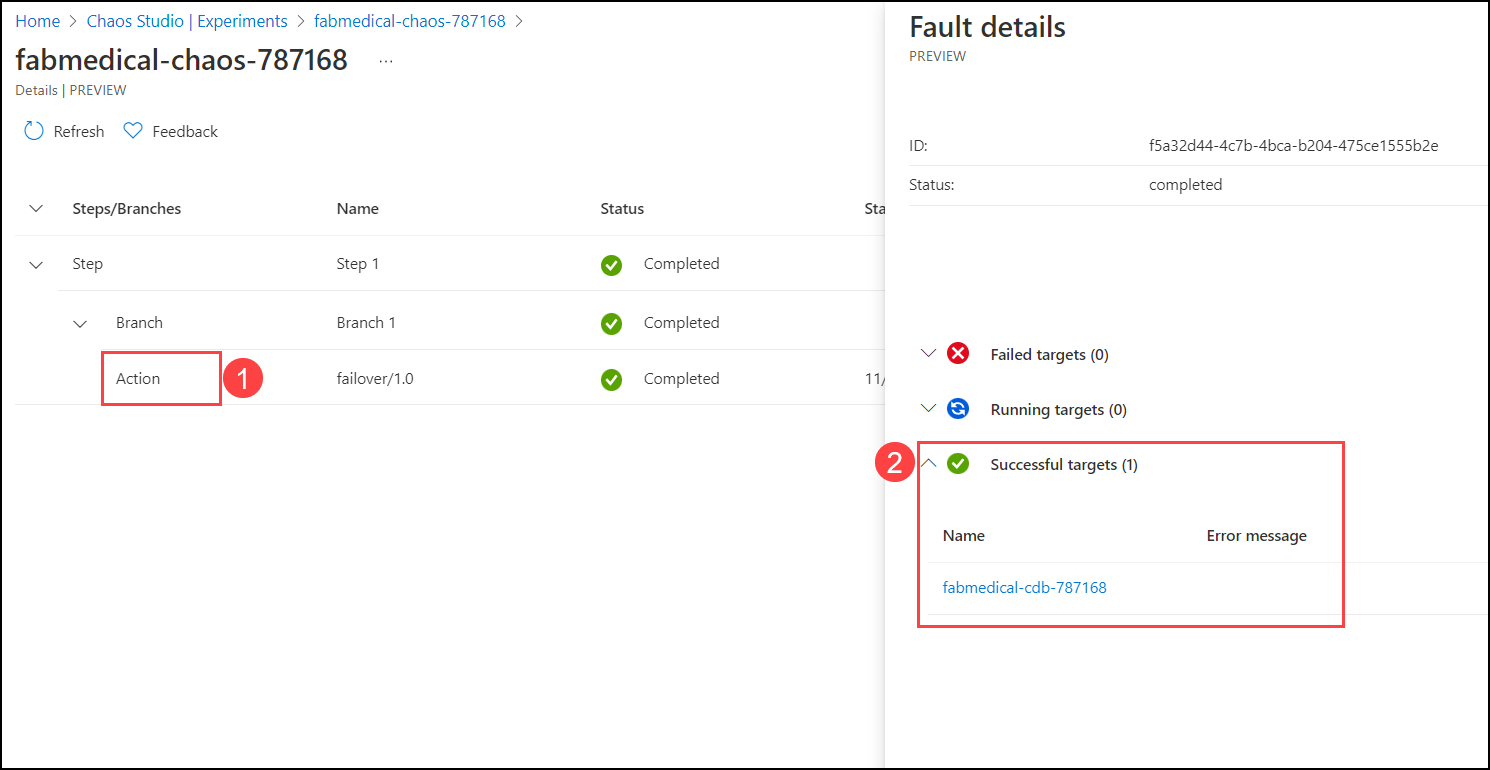 Home > Chaos Studio | Experiments > fabmedical-chaos-787168 >
fabmedical-chaos-787168 ...
Details | PREVIEW
Refresh Feedback
Steps/Branches Name Status Sta
Step Step 1 Completed
Branch Branch 1 Completed
Action 1 failover/1.0 Completed 11/
Fault details
PREVIEW
ID: f5a32d44-4c7b-4bca-b204-475ce1555b2e
Status: completed
Failed targets (0)
Running targets (0)
2 Successful targets (1)
Name Error message
fabmedical-cdb-787168